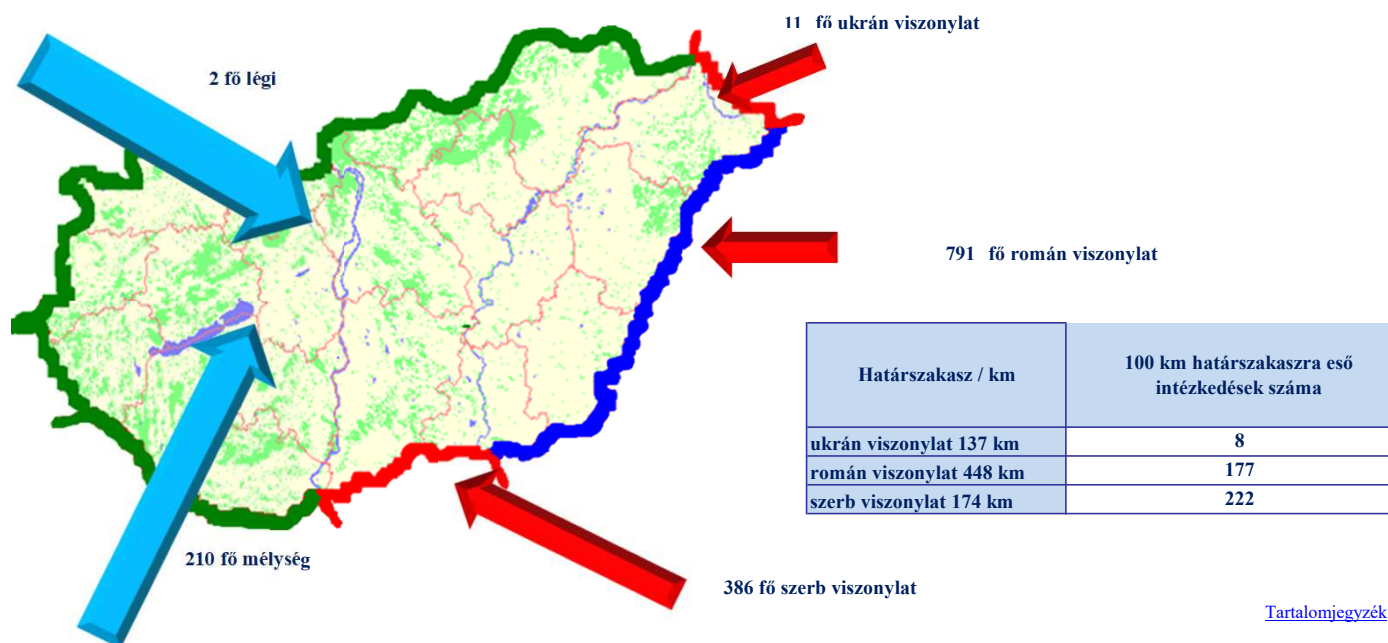 11 fő ukrán viszonylat
2 fő légi
791 fő román viszonylat
Határszakasz / km
100 km határszakaszra eső
intézkedések száma
ukrán viszonylat 137 km
8
román viszonylat 448 km
177
szerb viszonylat 174 km
222
210 fő mélység
386 fő szerb viszonylat
Tartalomjegyzék